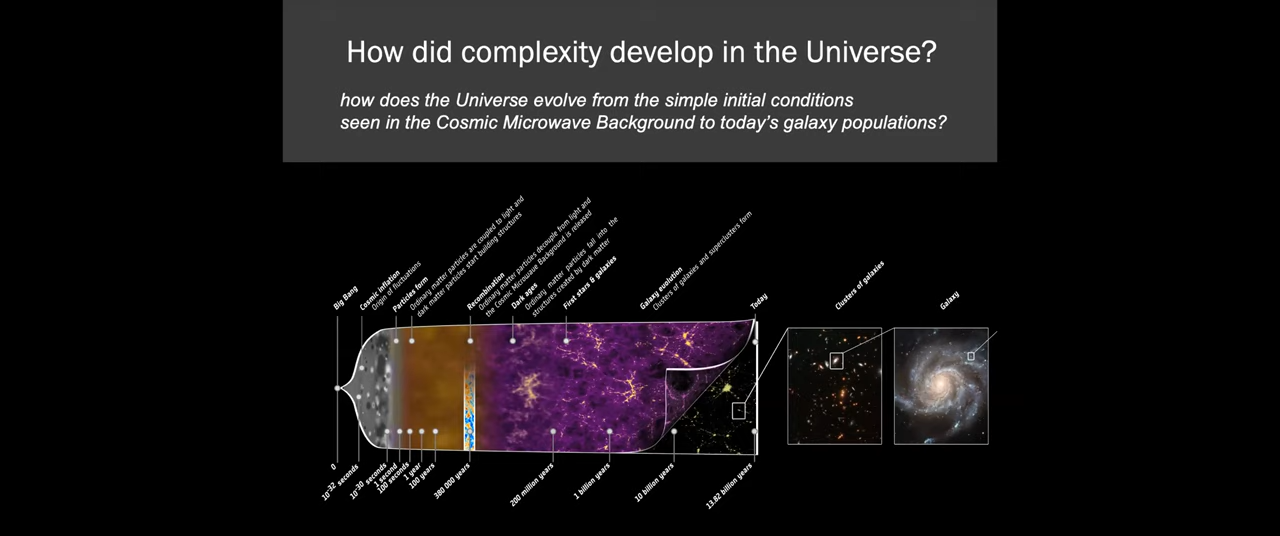 How did complexity develop in the Universe?
how does the Universe evolve from the simple initial conditions
seen in the Cosmic Microwave Background to today's galaxy populations?
Big Bang
Cosmic inflation
Origin of fluctuations
Particles form
Ordinary matter particles are coupled to light and
dark matter particles start building structures
Recombination
Ordinary matter particles decouple from light and
the Cosmic Microwave Background is released
Dark ages
Ordinary matter particles fall into the
structures created by dark matter
First stars & galaxies
Galaxy evolution
Clusters of galaxies and superclusters form
Today
Clusters of galaxies
Galaxy
0
10-32 seconds
10-30 seconds
1 second
100 seconds
1 year
100 years
380 000 years
200 million years
1 billion years
10 billion years
13.82 billion years